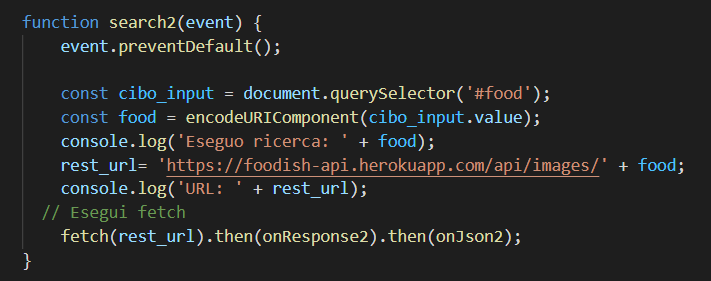 function search2(event) {
    event.preventDefault();

    const cibo_input = document.querySelector('#food');
    const food = encodeURIComponent(cibo_input.value);
    console.log('Eseguo ricerca: ' + food);
    rest_url= 'https://foodish-api.herokuapp.com/api/images/' + food;
    console.log('URL: ' + rest_url);
  // Esegui fetch
    fetch(rest_url).then(onResponse2).then(onJson2);
}